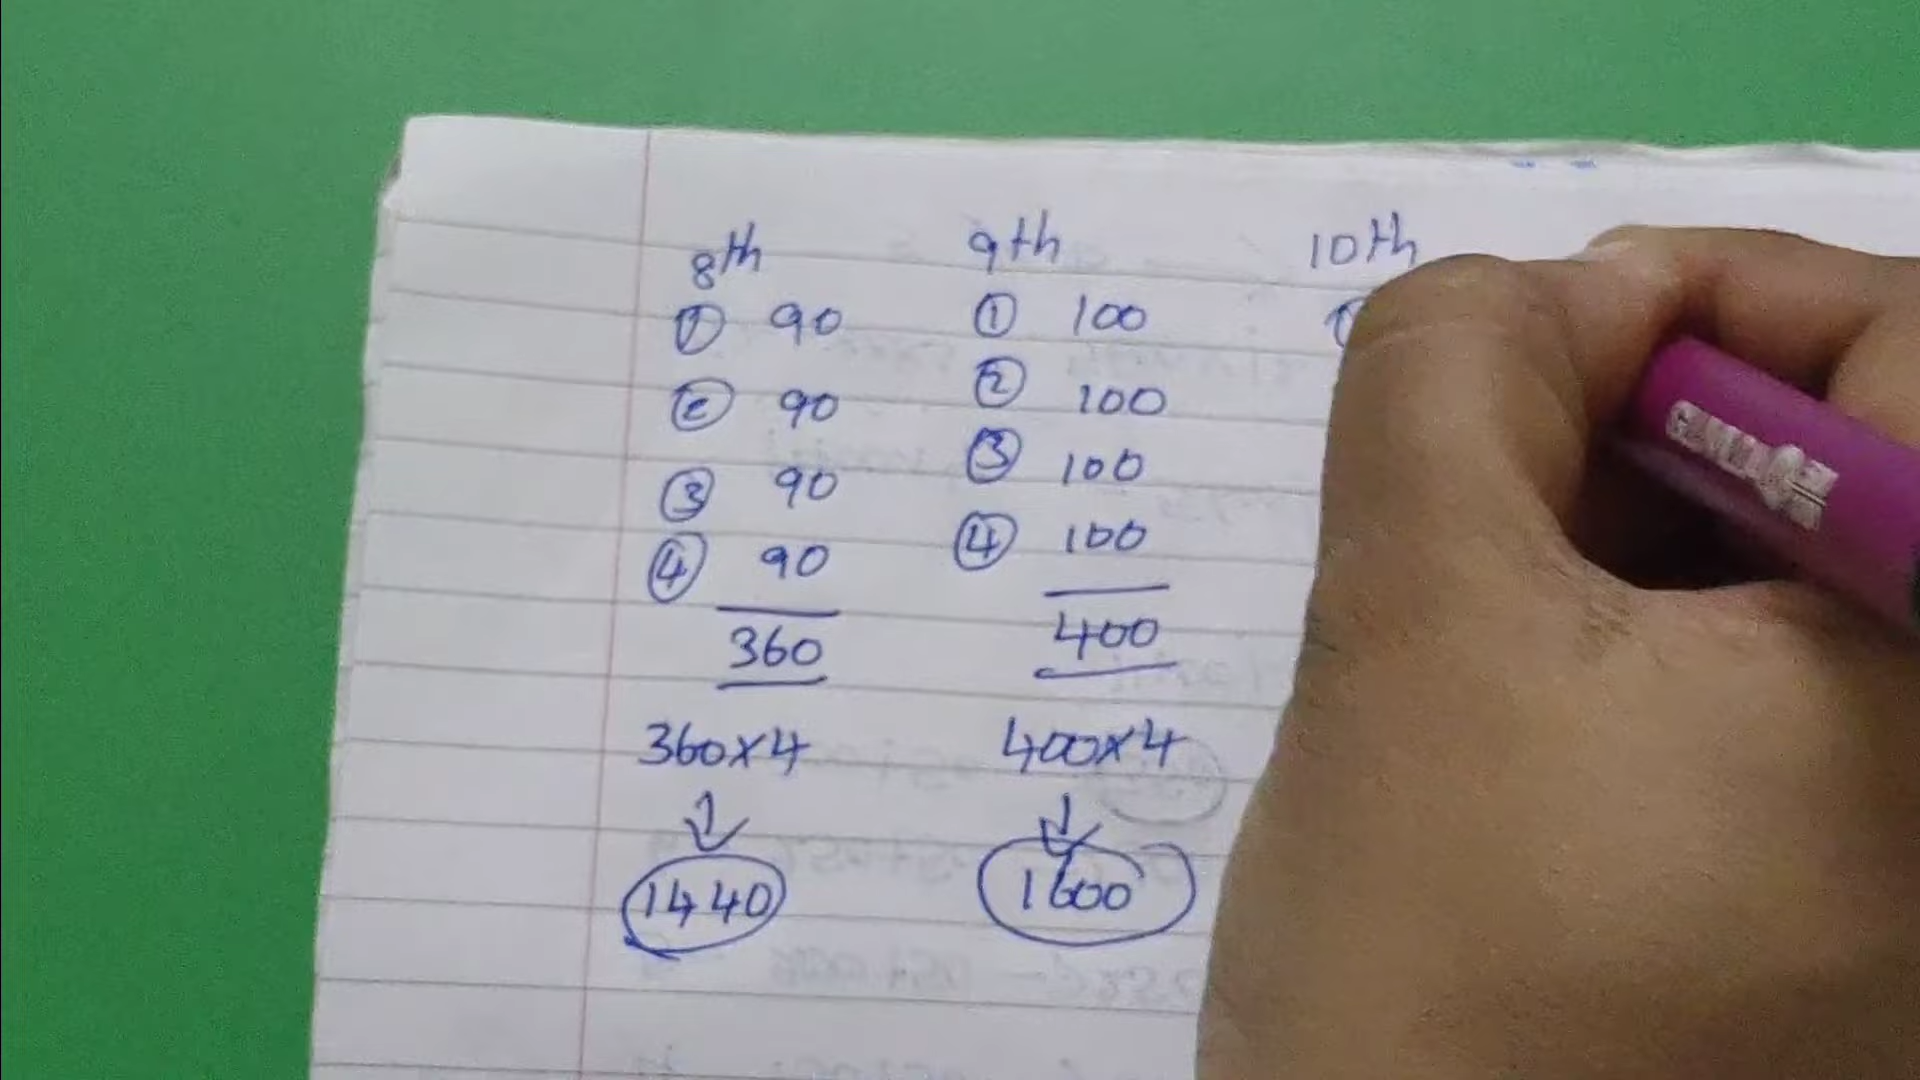 8th 9th 10th
① 90 ① 100
② 90 ② 100
③ 90 ③ 100
④ 90 ④ 100
360 400
360x4 400x4
↓ ↓
1440 1600